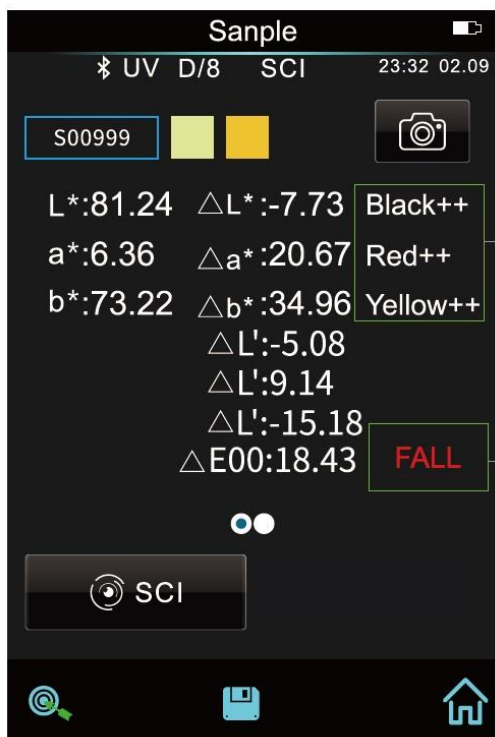 Sanple
UV D/8 SCI 23:32 02.09
S00999
L*:81.24 △L*:-7.73 Black++
a*:6.36 △a*:20.67 Red++
b*:73.22 △b*:34.96 Yellow++
△L':-5.08
△L':9.14
△L':-15.18
△E00:18.43 FALL
SCI